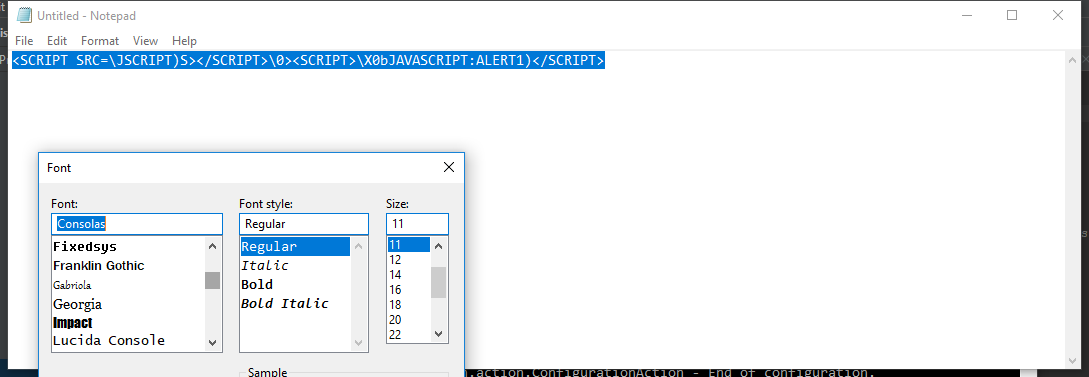 Untitled - Notepad
File Edit Format View Help
<SCRIPT SRC=\JSCRIPT)S></SCRIPT>\0><SCRIPT>\X0bJAVASCRIPT:ALERT1)</SCRIPT>
Font
Font: Font style: Size:
Consolas Regular 11
Fixedsys Regular 11
Franklin Gothic Italic 12
Gabriola Bold 14
Georgia Bold Italic 16
Impact 18
Lucida Console 20
22
Sample
.action.ConfigurationAction - End of configuration.